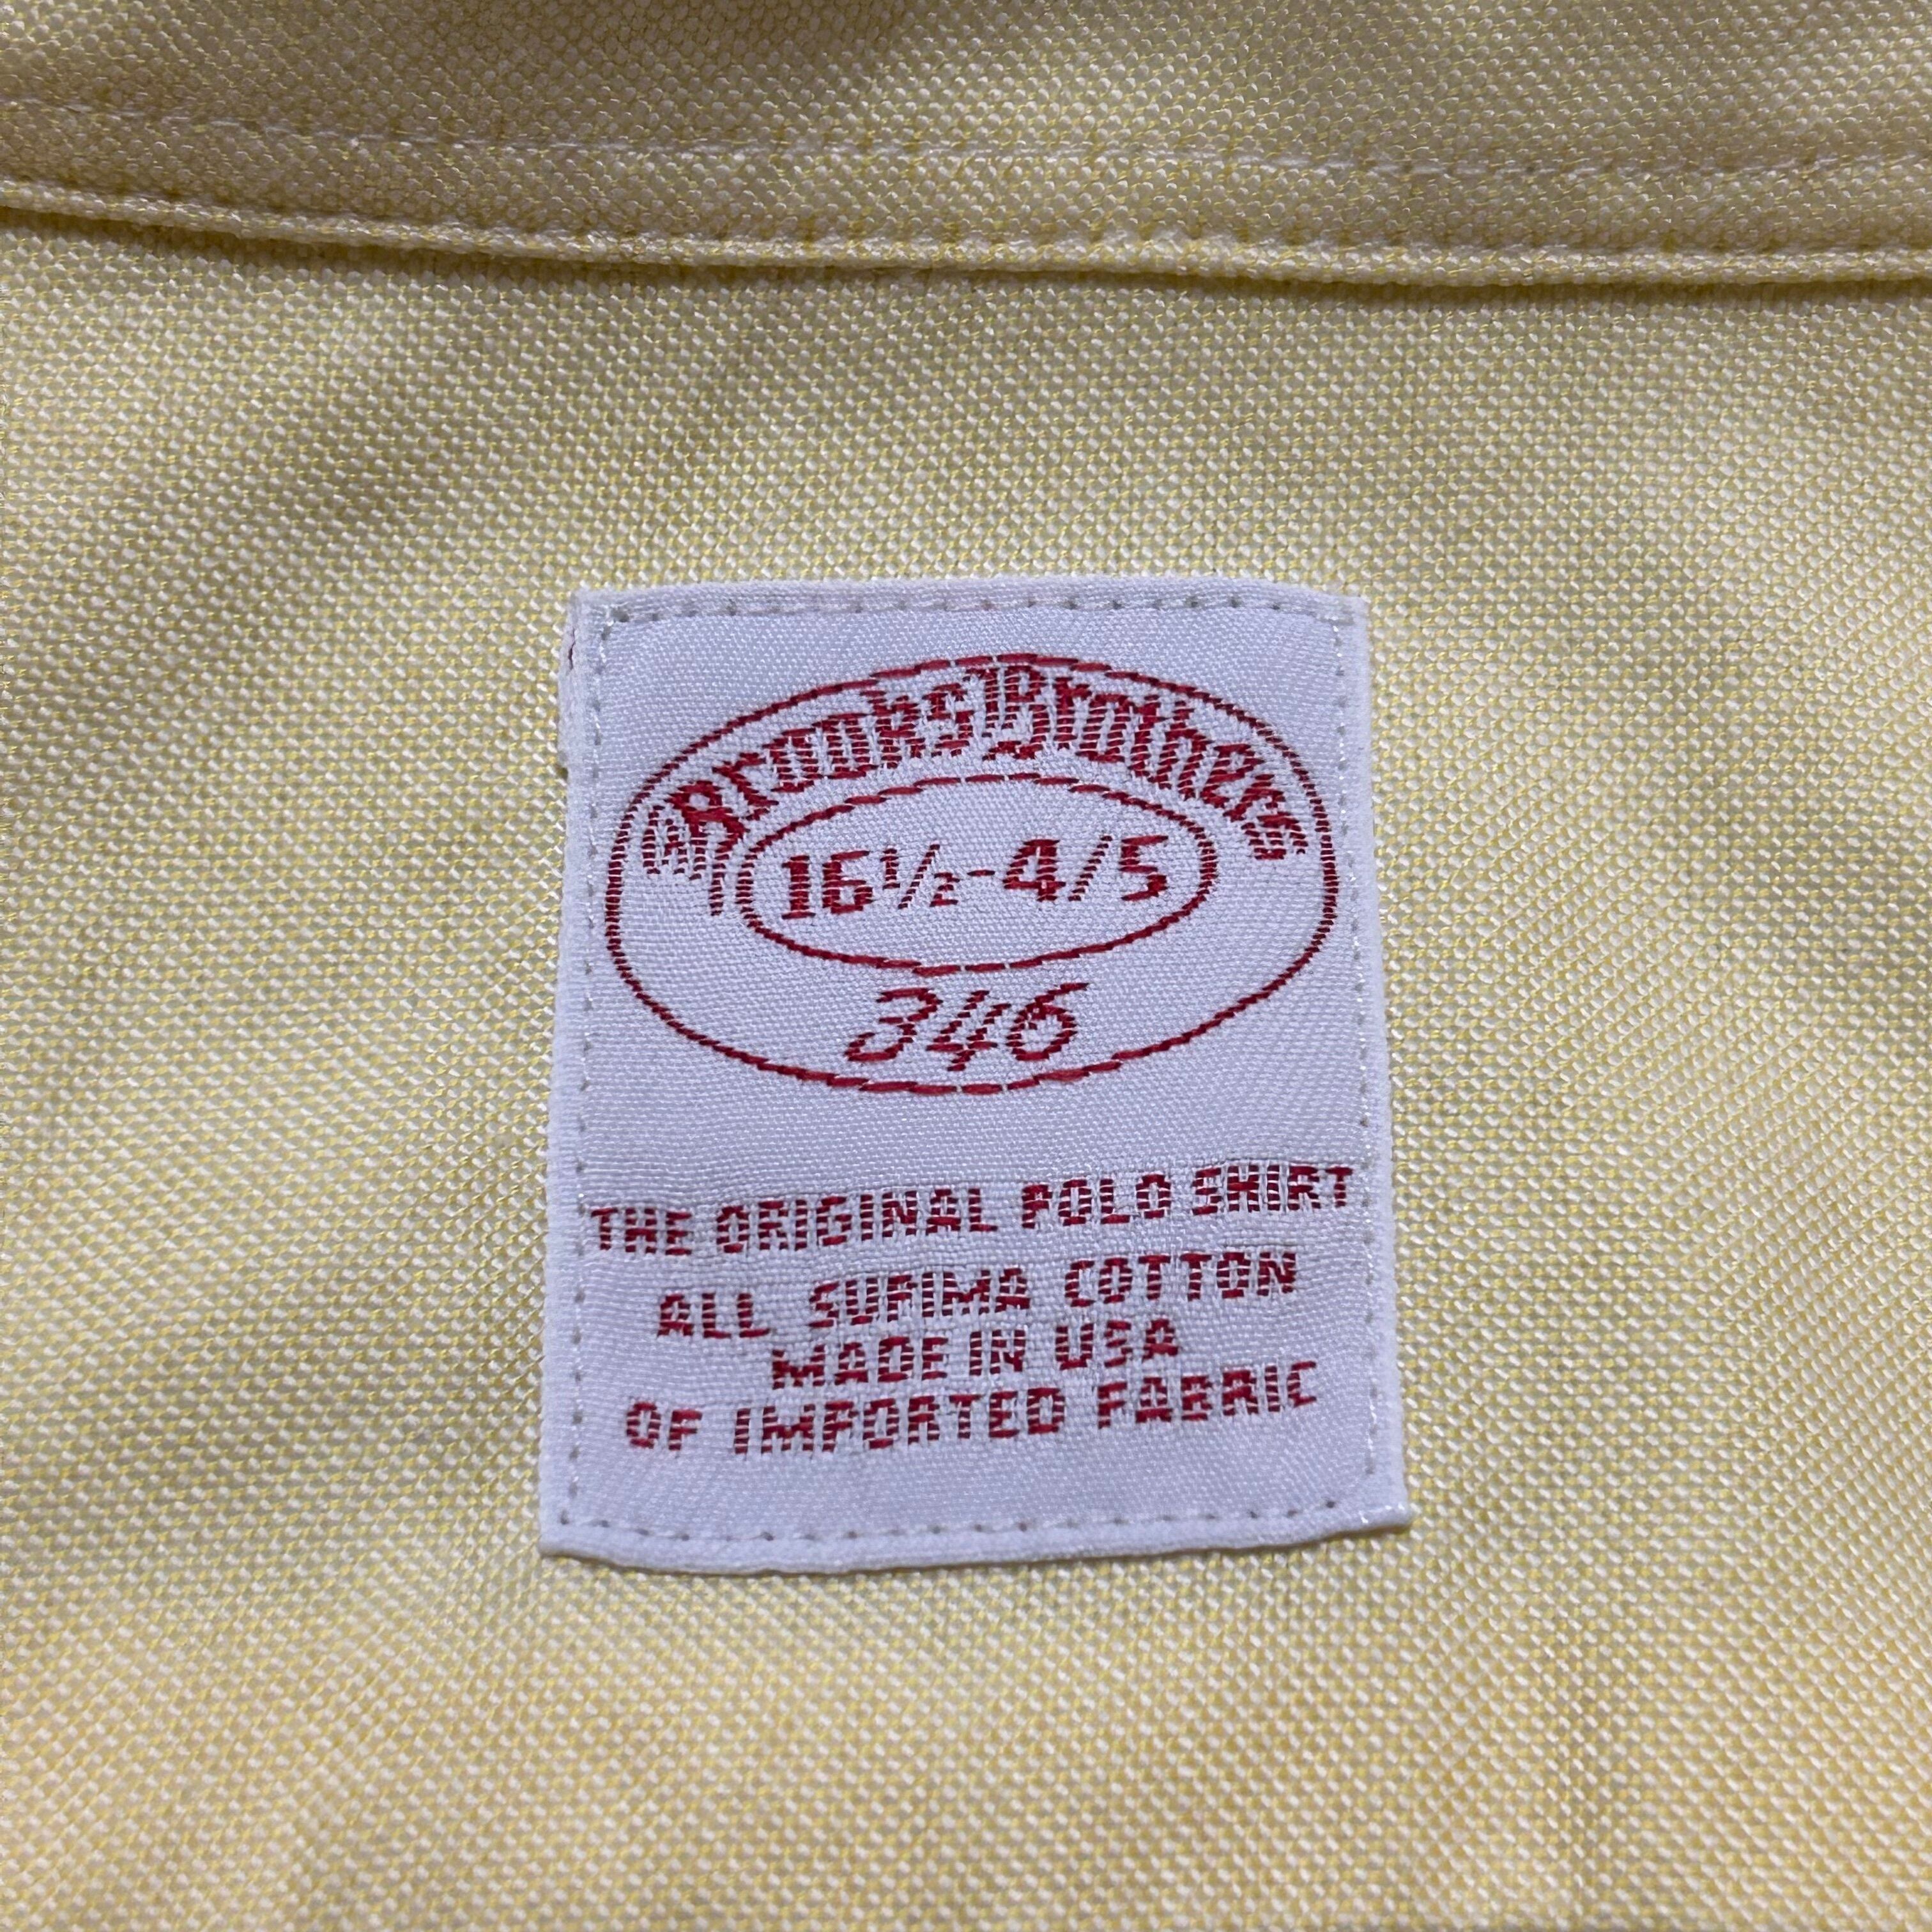 Brooks Brothers
16½-4/5
346
THE ORIGINAL POLO SHIRT
ALL SUPIMA COTTON
MADE IN USA
OF IMPORTED FABRIC